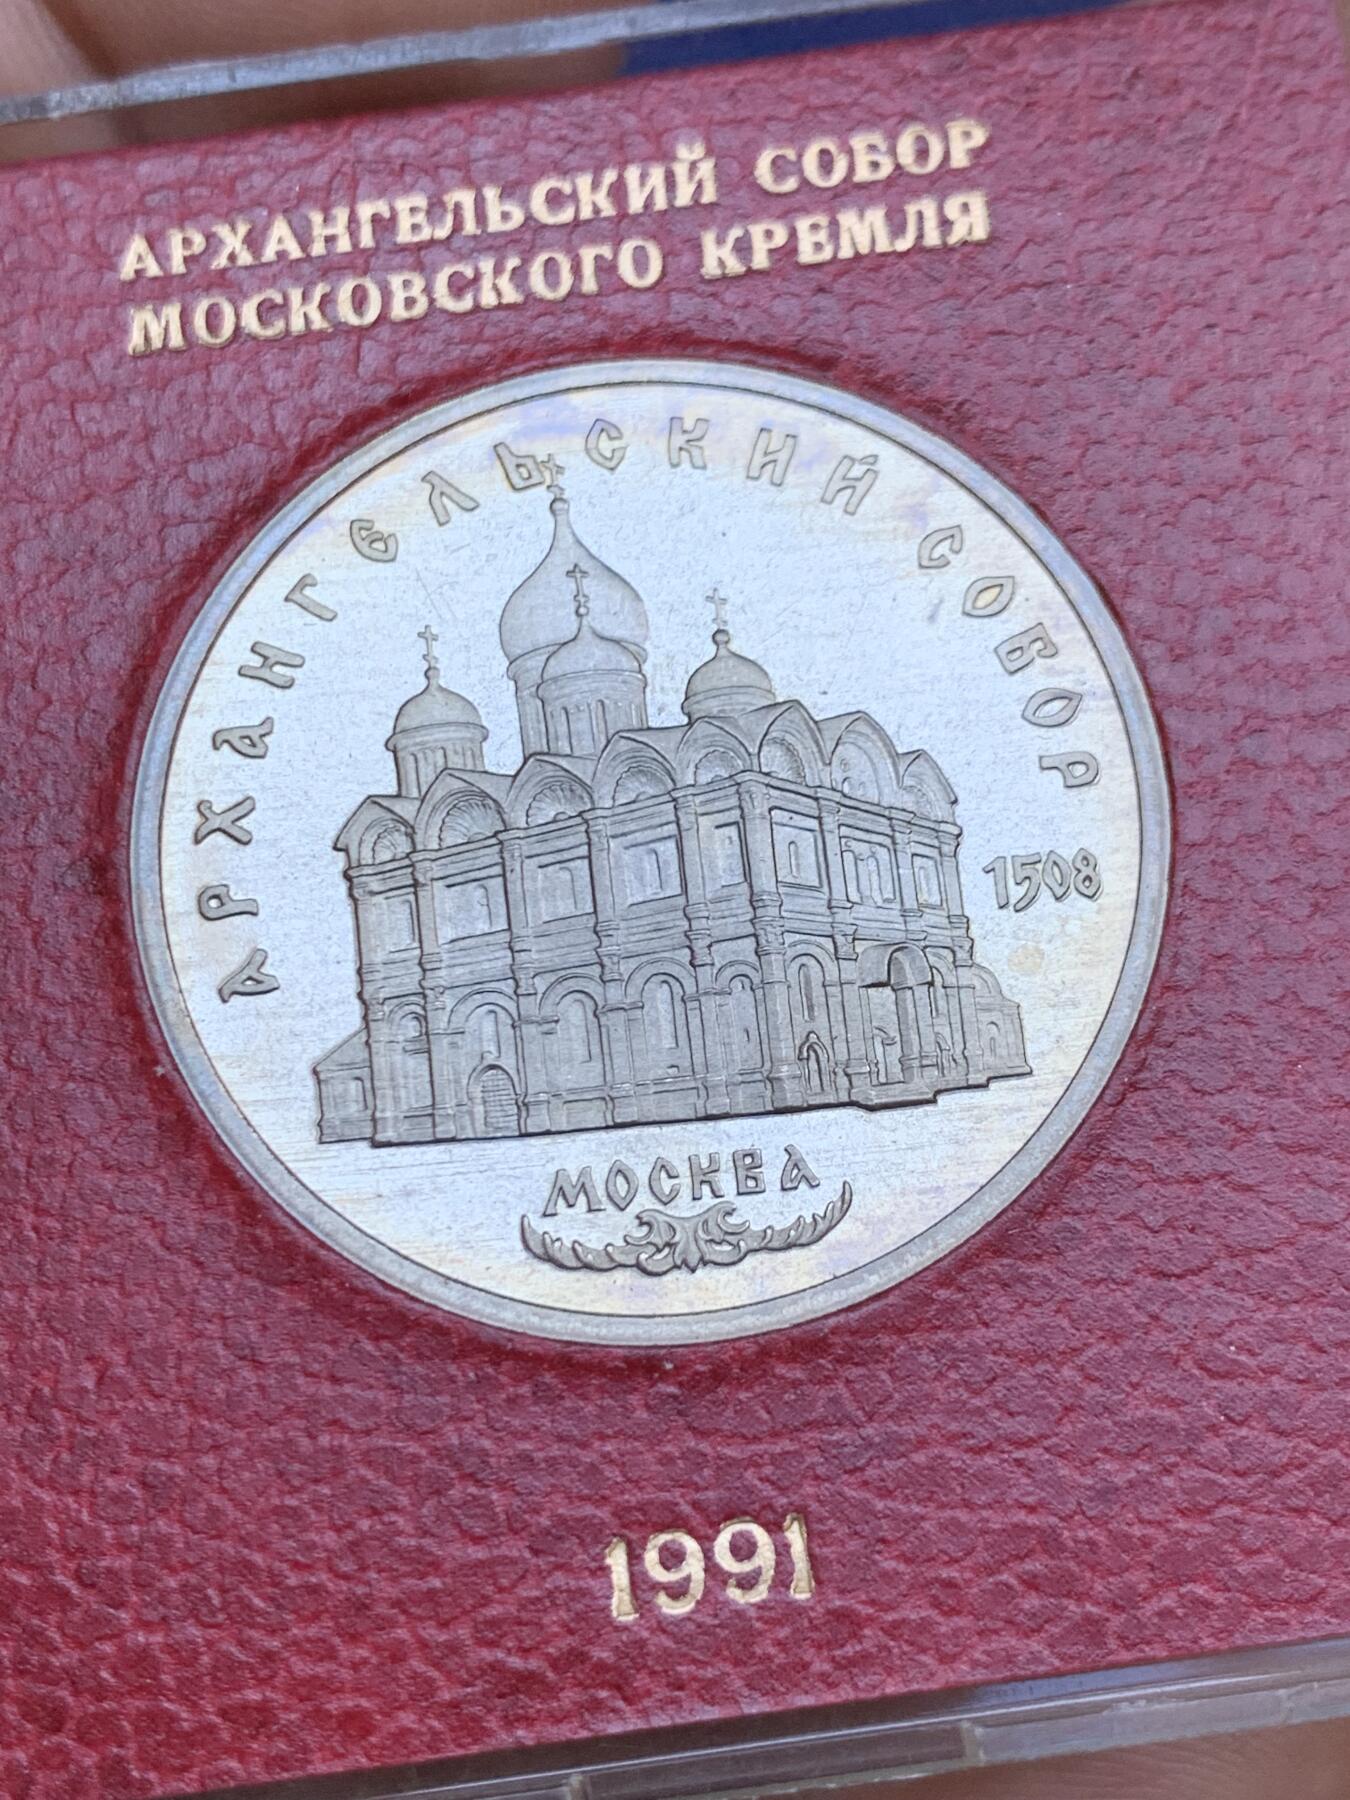 АРХАНГЕЛЬСКИЙ СОБОР
МОСКОВСКОГО КРЕМЛЯ
АРХАНГЕЛЬСКИЙ СОБОР
1508
МОСКВА
1991